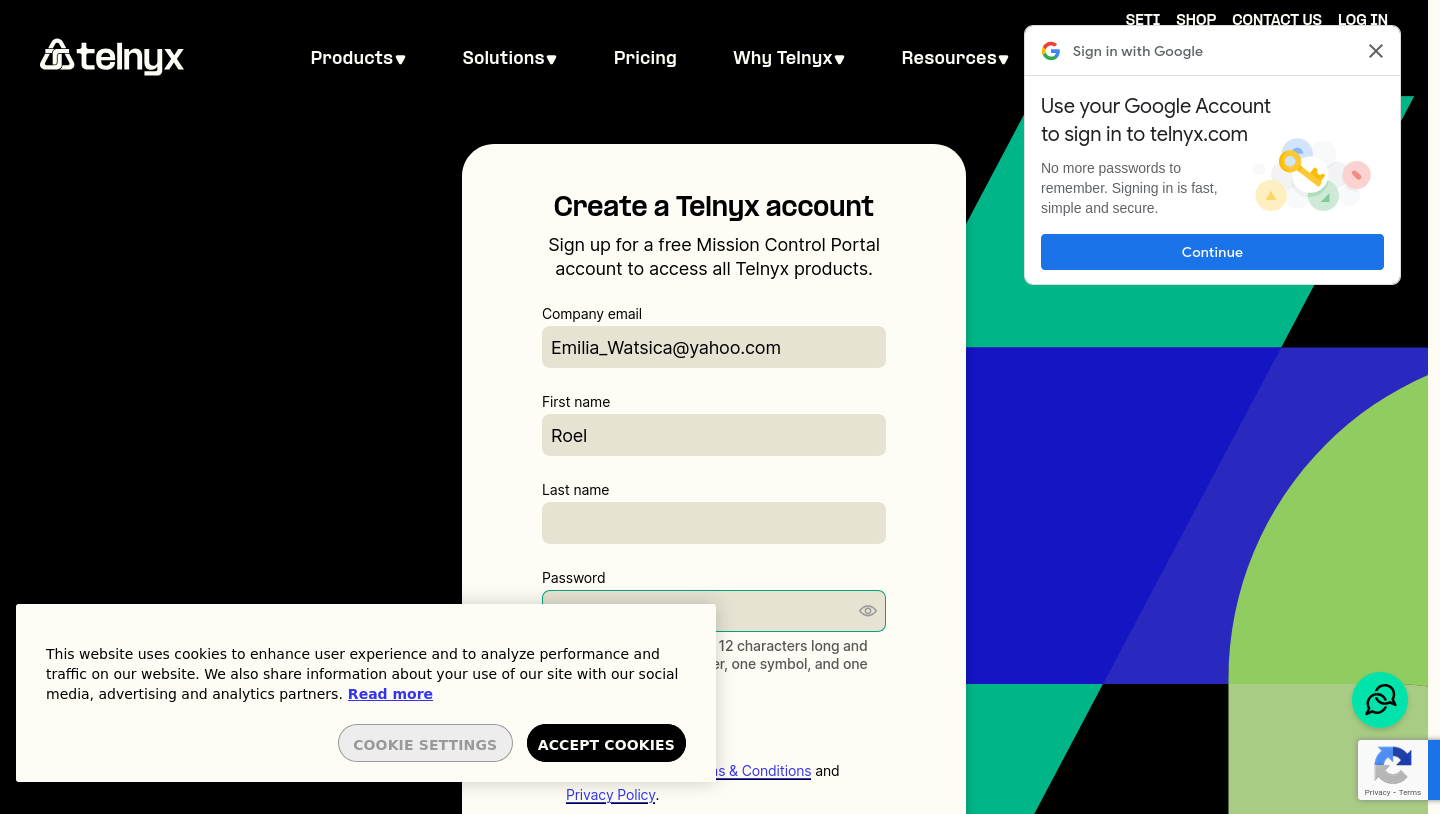 SETI SHOP CONTACT US LOG IN
telnyx
Products Solutions Pricing Why Telnyx Resources
Sign in with Google
Use your Google Account
to sign in to telnyx.com
No more passwords to
remember. Signing in is fast,
simple and secure.
Continue
Create a Telnyx account
Sign up for a free Mission Control Portal
account to access all Telnyx products.
Company email
Emilia_Watsica@yahoo.com
First name
Roel
Last name
Password
12 characters long and
one symbol, and one
This website uses cookies to enhance user experience and to analyze performance and
traffic on our website. We also share information about your use of our site with our social
media, advertising and analytics partners. Read more
COOKIE SETTINGS ACCEPT COOKIES
& Conditions and
Privacy Policy.
Privacy - Terms